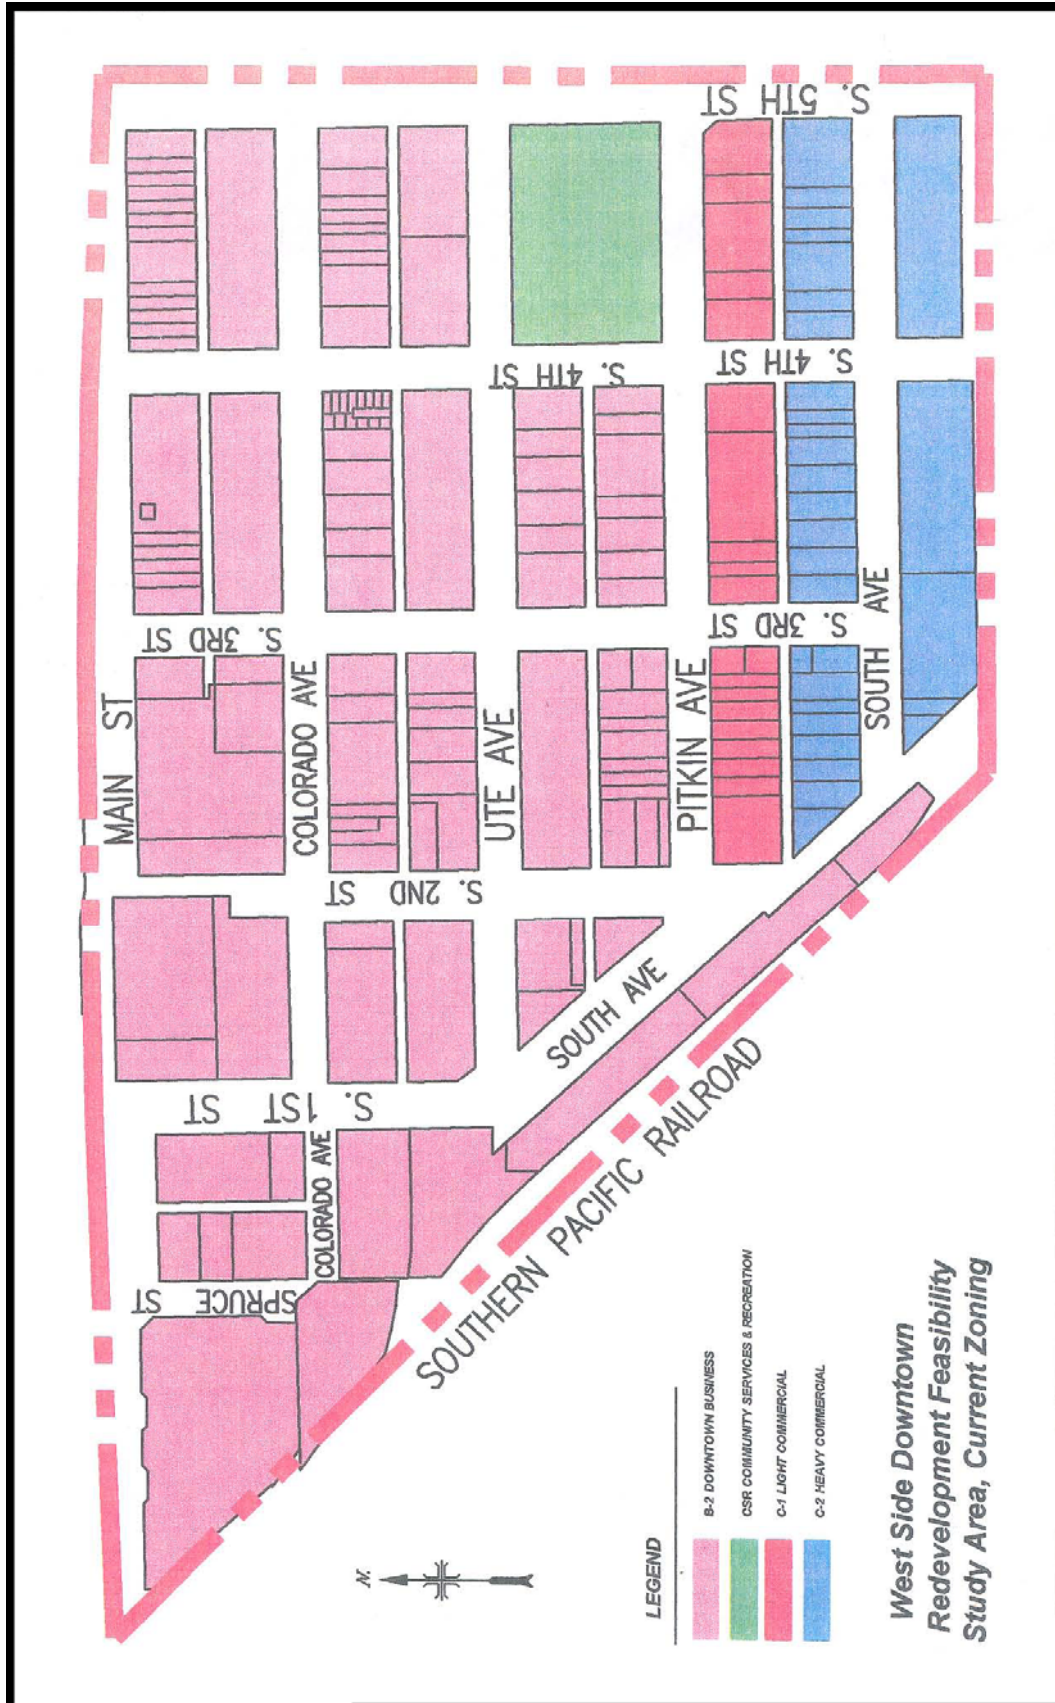 S. 5TH ST
S. 4TH ST
S. 4TH ST
S. 3RD ST
S. 3RD ST
MAIN ST
COLORADO AVE
UTE AVE
PITKIN AVE
SOUTH AVE
S. 2ND ST
SOUTH AVE
S. 1ST ST
COLORADO AVE
SPRUCE ST
SOUTHERN PACIFIC RAILROAD
N.
LEGEND
B-2 DOWNTOWN BUSINESS
CSR COMMUNITY SERVICES & RECREATION
C-1 LIGHT COMMERCIAL
C-2 HEAVY COMMERCIAL
West Side Downtown
Redevelopment Feasibility
Study Area, Current Zoning